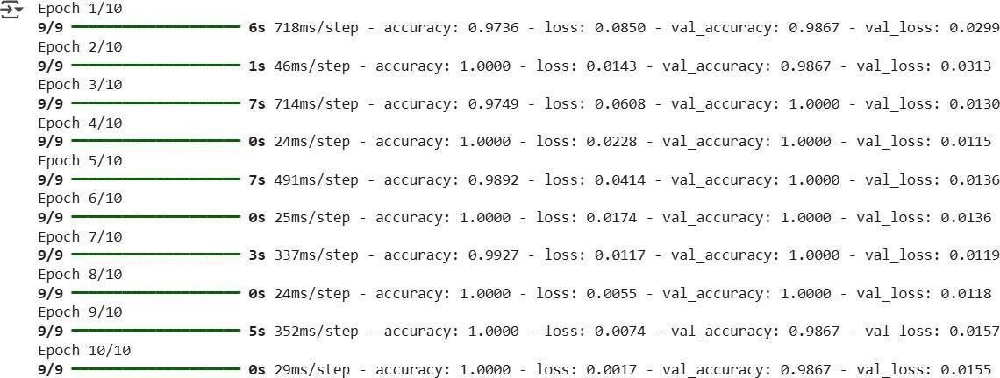 Epoch 1/10
9/9 ━━━━━━━━━━━━━━━━━━━━ 6s 718ms/step - accuracy: 0.9736 - loss: 0.0850 - val_accuracy: 0.9867 - val_loss: 0.0299
Epoch 2/10
9/9 ━━━━━━━━━━━━━━━━━━━━ 1s 46ms/step - accuracy: 1.0000 - loss: 0.0143 - val_accuracy: 0.9867 - val_loss: 0.0313
Epoch 3/10
9/9 ━━━━━━━━━━━━━━━━━━━━ 7s 714ms/step - accuracy: 0.9749 - loss: 0.0608 - val_accuracy: 1.0000 - val_loss: 0.0130
Epoch 4/10
9/9 ━━━━━━━━━━━━━━━━━━━━ 0s 24ms/step - accuracy: 1.0000 - loss: 0.0228 - val_accuracy: 1.0000 - val_loss: 0.0115
Epoch 5/10
9/9 ━━━━━━━━━━━━━━━━━━━━ 7s 491ms/step - accuracy: 0.9892 - loss: 0.0414 - val_accuracy: 1.0000 - val_loss: 0.0136
Epoch 6/10
9/9 ━━━━━━━━━━━━━━━━━━━━ 0s 25ms/step - accuracy: 1.0000 - loss: 0.0174 - val_accuracy: 1.0000 - val_loss: 0.0136
Epoch 7/10
9/9 ━━━━━━━━━━━━━━━━━━━━ 3s 337ms/step - accuracy: 0.9927 - loss: 0.0117 - val_accuracy: 1.0000 - val_loss: 0.0119
Epoch 8/10
9/9 ━━━━━━━━━━━━━━━━━━━━ 0s 24ms/step - accuracy: 1.0000 - loss: 0.0055 - val_accuracy: 1.0000 - val_loss: 0.0118
Epoch 9/10
9/9 ━━━━━━━━━━━━━━━━━━━━ 5s 352ms/step - accuracy: 1.0000 - loss: 0.0074 - val_accuracy: 0.9867 - val_loss: 0.0157
Epoch 10/10
9/9 ━━━━━━━━━━━━━━━━━━━━ 0s 29ms/step - accuracy: 1.0000 - loss: 0.0017 - val_accuracy: 0.9867 - val_loss: 0.0155